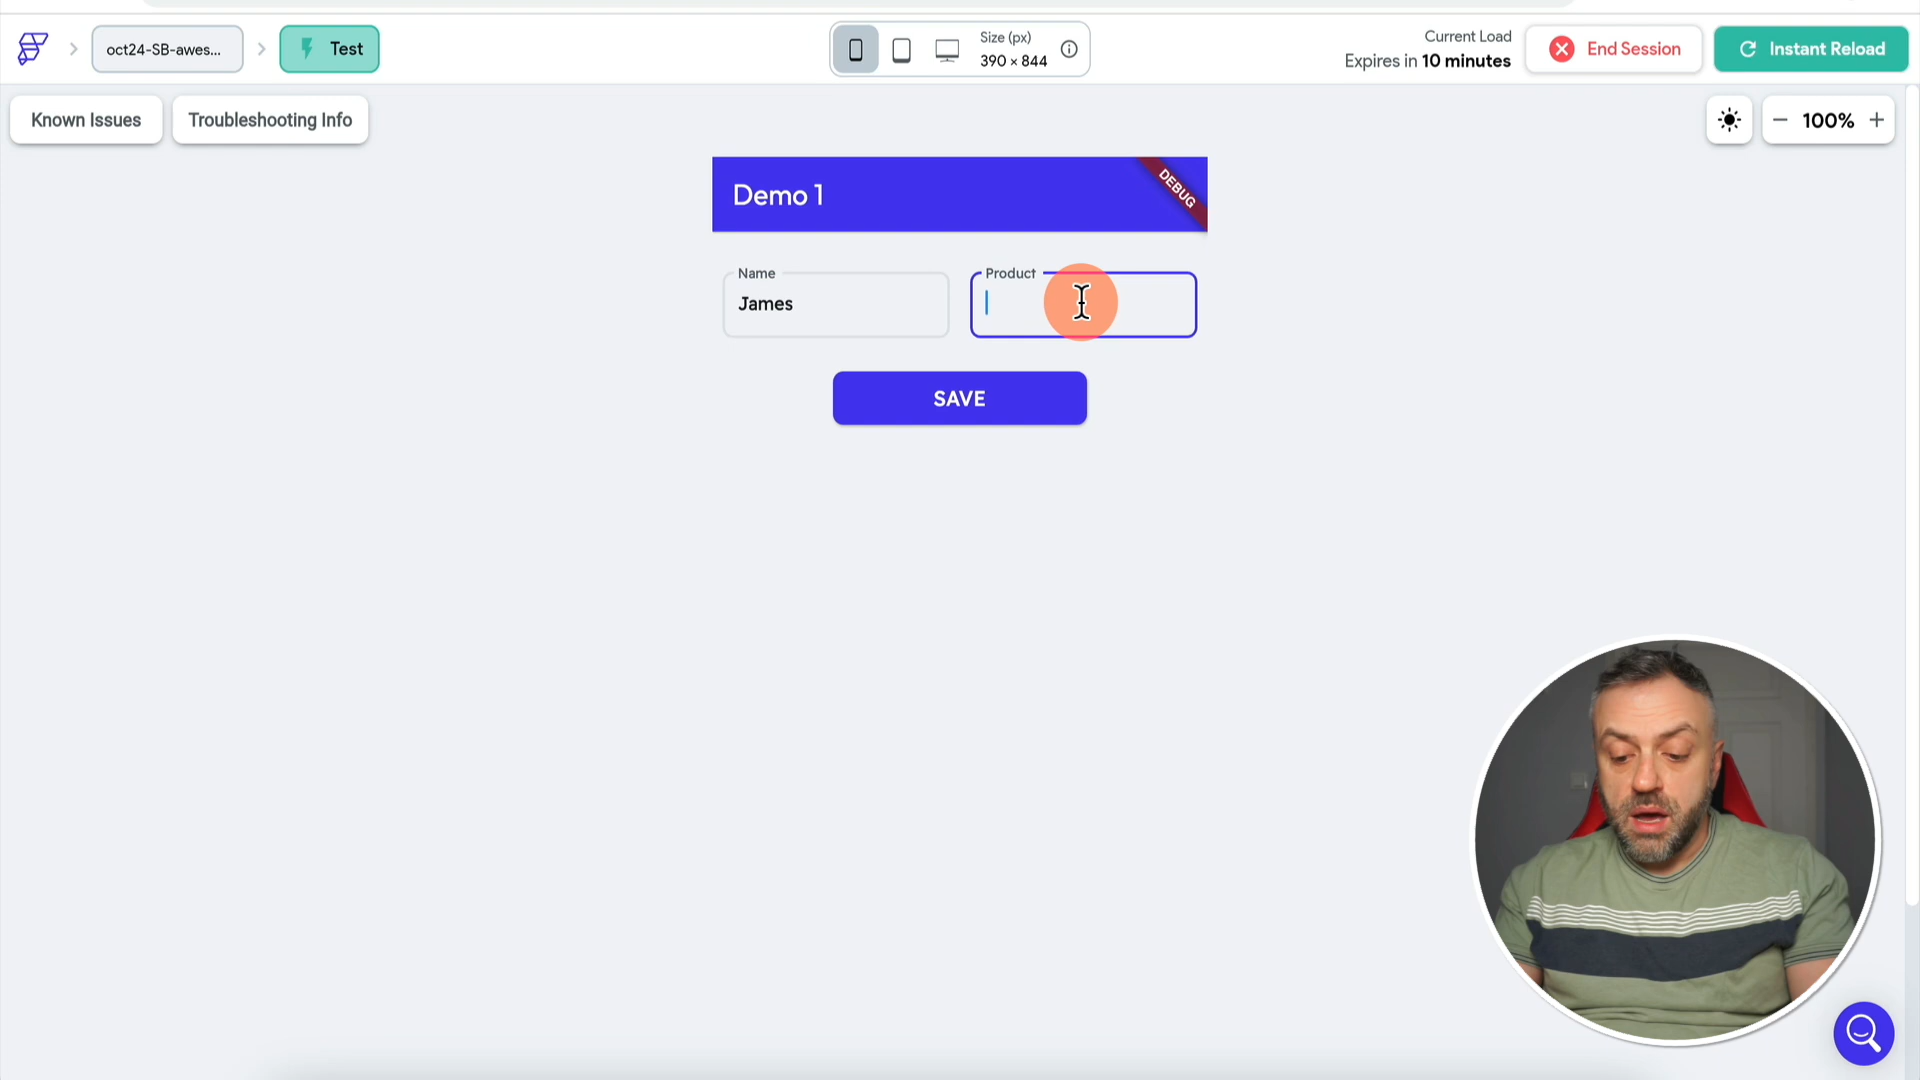 oct24-SB-awes...
Test
Size (px)
390 × 844
Current Load
Expires in 10 minutes
End Session
Instant Reload
Known Issues
Troubleshooting Info
100%
Demo 1
DEBUG
Name
James
Product
SAVE